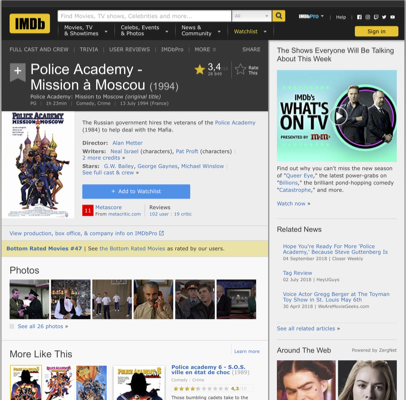 IMDb
Find Movies, TV shows, Celebrities and more...
All
IMDbPro
Help
Movies, TV & Showtimes
Celebs, Events & Photos
News & Community
Watchlist
Sign in
FULL CAST AND CREW | TRIVIA | USER REVIEWS | IMDbPro | MORE
SHARE
Police Academy - Mission à Moscou (1994)
Police Academy: Mission to Moscow (original title)
PG | 1h 23min | Comedy, Crime | 13 July 1994 (France)
3,4
Rate This
POLICE ACADEMY
MISSION MOSCOW
The Russian government hires the veterans of the Police Academy (1984) to help deal with the Mafia.
Director: Alan Metter
Writers: Neal Israel (characters), Pat Proft (characters) |
2 more credits »
Stars: G.W. Bailey, George Gaynes, Michael Winslow |
See full cast & crew »
+ Add to Watchlist
11
Metascore
From metacritic.com
Reviews
102 user | 19 critic
View production, box office, & company info on IMDbPro
Bottom Rated Movies #47 | See the Bottom Rated Movies as rated by our users.
Photos
See all 26 photos »
More Like This
Learn more
Police academy 6 - S.O.S. ville en état de choc (1989)
Comedy | Crime
These bumbling cadets take to the
The Shows Everyone Will Be Talking About This Week
IMDb's
WHAT'S
ON TV
PRESENTED BY
Find out why you can't miss the new season of "Queer Eye," the latest power-grabs on "Billions," the brilliant pond-hopping comedy "Catastrophe," and more.
Watch now »
Related News
Hope You're Ready For More 'Police Academy,' Because Steve Guttenberg Is
04 September 2018 | Closer Weekly
Tag Review
02 July 2018 | HeyUGuys
Voice Actor Gregg Berger at The Toyman Toy Show in St. Louis May 6th
30 April 2018 | WeAreMovieGeeks.com
See all related articles »
Around The Web
Powered by ZergNet